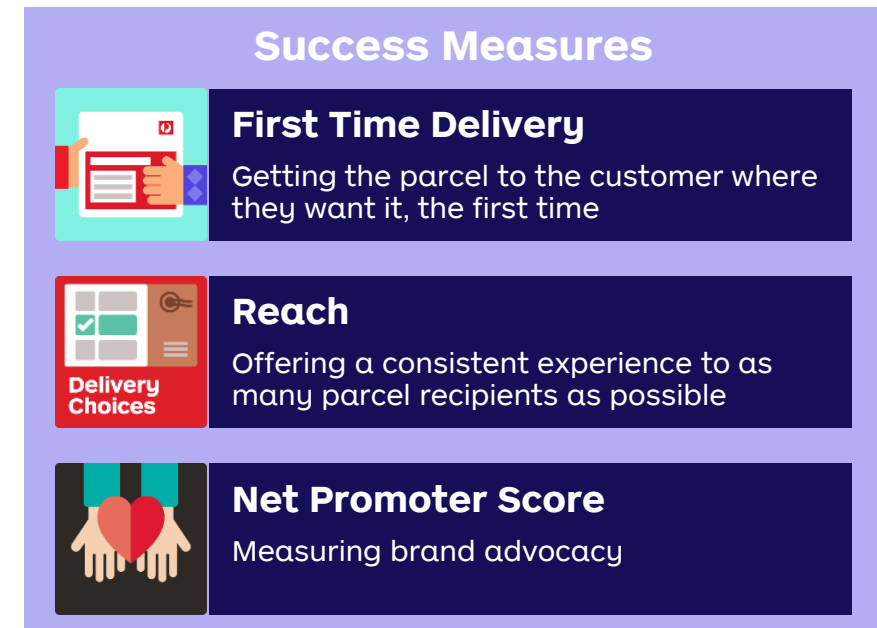 Success Measures
First Time Delivery
Getting the parcel to the customer where
they want it, the first time
Delivery
Choices
Reach
Offering a consistent experience to as
many parcel recipients as possible
Net Promoter Score
Measuring brand advocacy